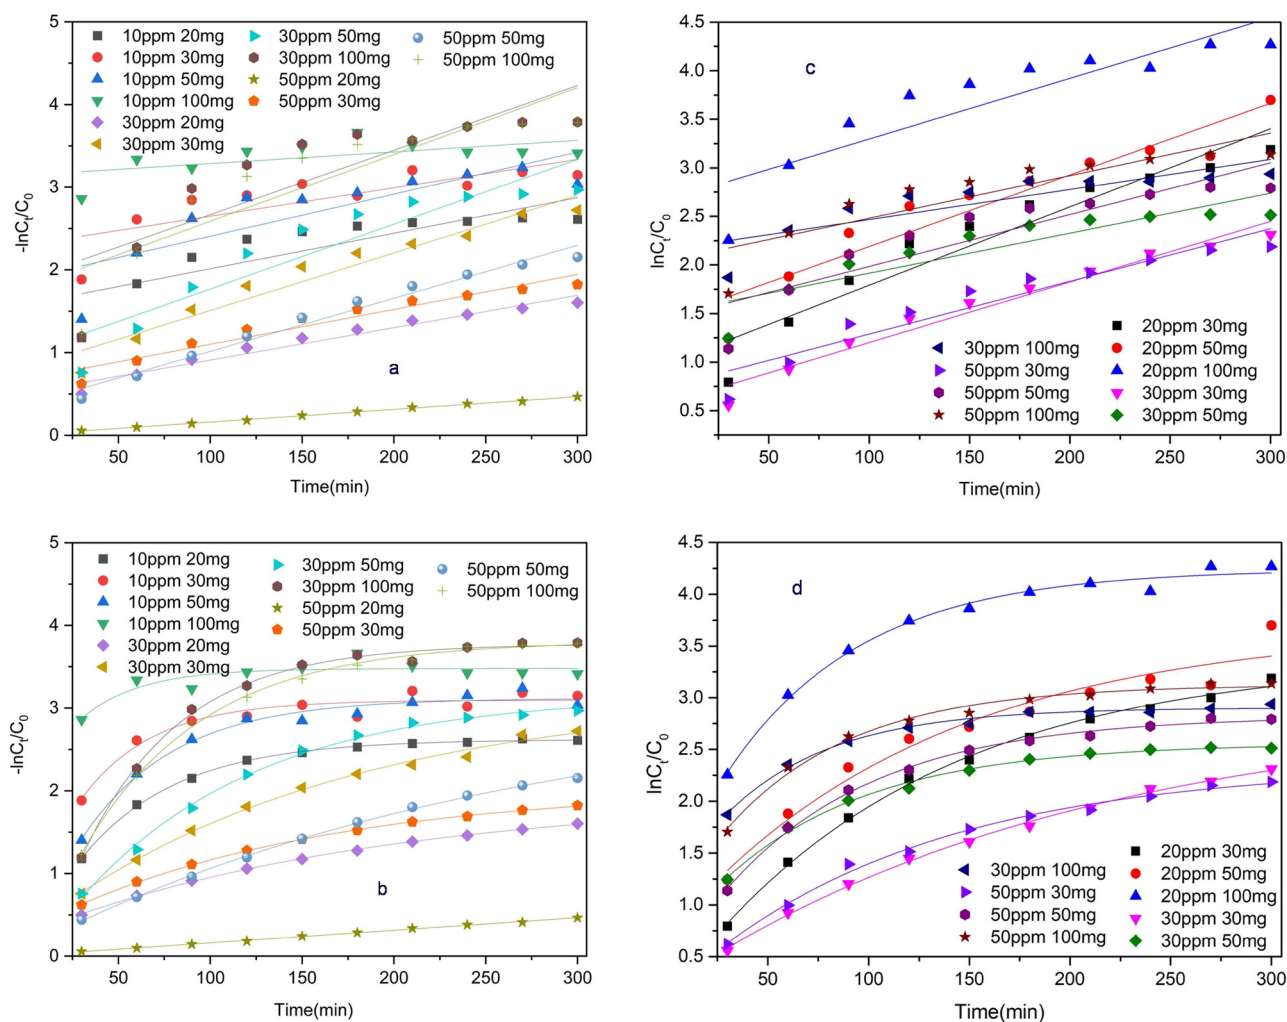 5
4
3
2
1
0
-lnCt/C0
10ppm 20mg
10ppm 30mg
10ppm 50mg
10ppm 100mg
30ppm 20mg
30ppm 30mg
30ppm 50mg
30ppm 100mg
50ppm 20mg
50ppm 30mg
50ppm 50mg
50ppm 100mg
a
50 100 150 200 250 300
Time(min)
4.5
4.0
3.5
3.0
2.5
2.0
1.5
1.0
0.5
lnCt/C0
c
30ppm 100mg
50ppm 30mg
50ppm 50mg
50ppm 100mg
20ppm 30mg
20ppm 50mg
20ppm 100mg
30ppm 30mg
30ppm 50mg
50 100 150 200 250 300
Time(min)
5
4
3
2
1
0
-lnCt/C0
10ppm 20mg
10ppm 30mg
10ppm 50mg
10ppm 100mg
30ppm 20mg
30ppm 30mg
30ppm 50mg
30ppm 100mg
50ppm 20mg
50ppm 30mg
50ppm 50mg
50ppm 100mg
b
50 100 150 200 250 300
Time(min)
4.5
4.0
3.5
3.0
2.5
2.0
1.5
1.0
0.5
lnCt/C0
d
30ppm 100mg
50ppm 30mg
50ppm 50mg
50ppm 100mg
20ppm 30mg
20ppm 50mg
20ppm 100mg
30ppm 30mg
30ppm 50mg
50 100 150 200 250 300
Time(min)